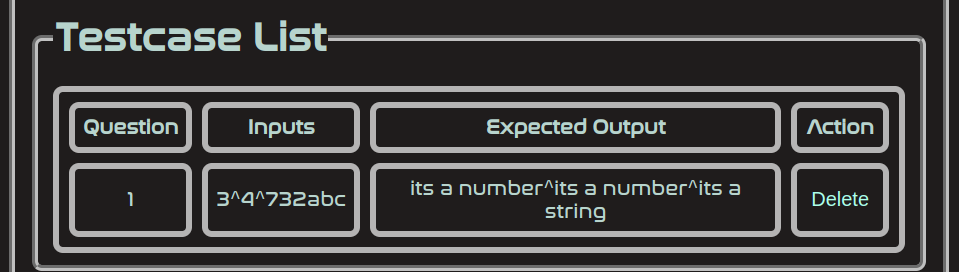 Testcase List
Question Inputs Expected Output Action
1 3^4^732abc its a number^its a number^its a
string Delete